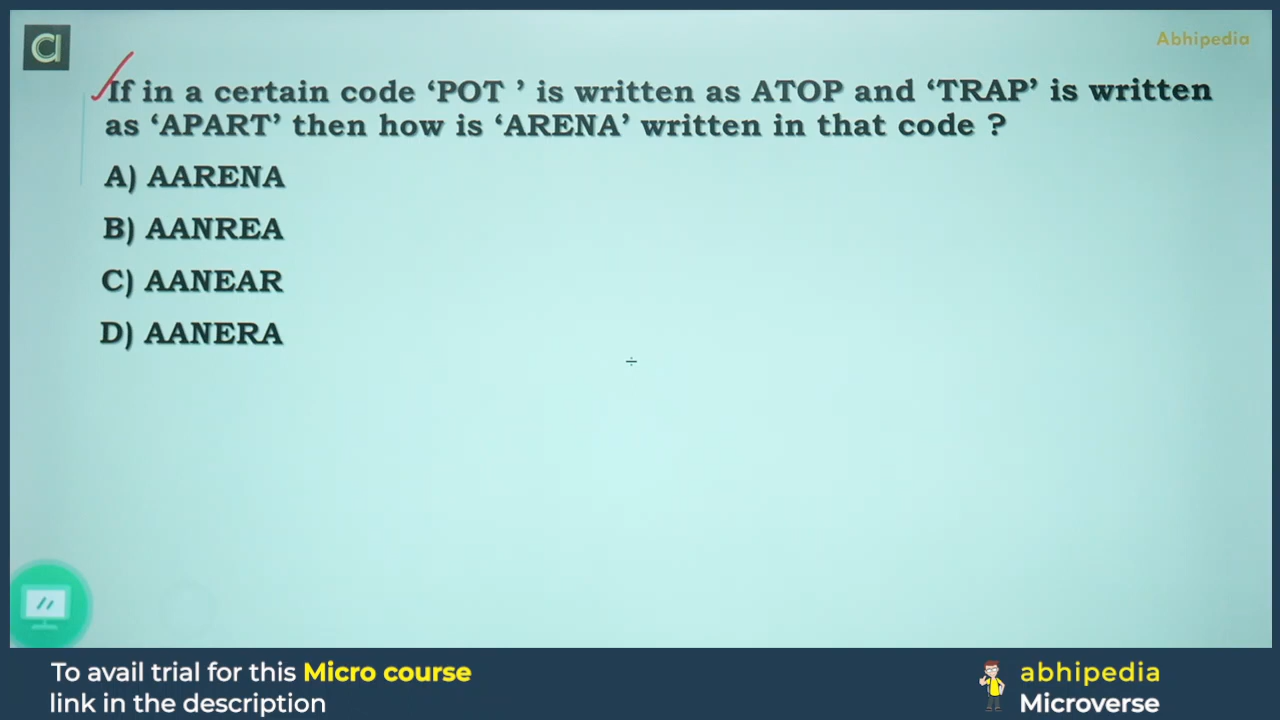 Abhipedia
If in a certain code ‘POT ’ is written as ATOP and ‘TRAP’ is written
as ‘APART’ then how is ‘ARENA’ written in that code ?
A) AARENA
B) AANREA
C) AANEAR
D) AANERA
÷
To avail trial for this Micro course
link in the description
abhipedia
Microverse